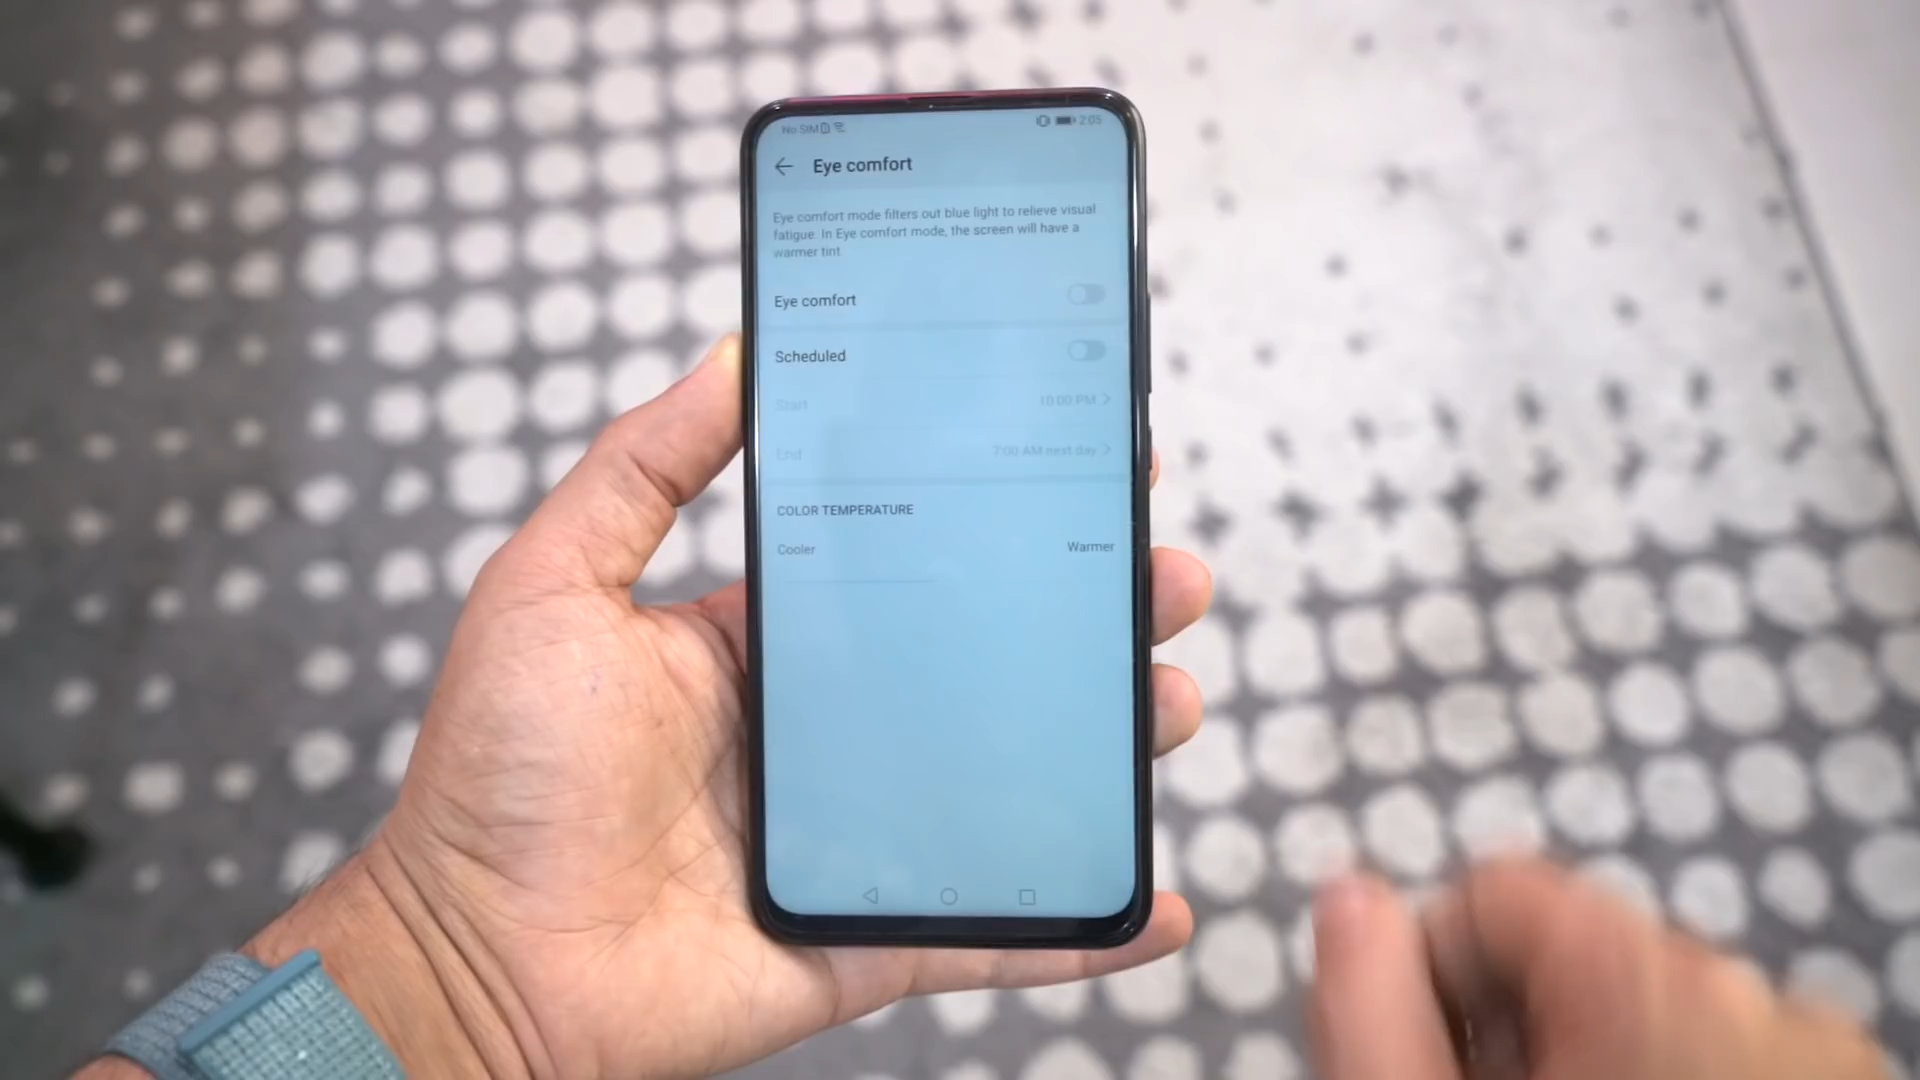 No SIM 2:05
Eye comfort
Eye comfort mode filters out blue light to relieve visual
fatigue. In Eye comfort mode, the screen will have a
warmer tint.
Eye comfort
Scheduled
Start 10:00 PM
End 7:00 AM next day
COLOR TEMPERATURE
Cooler Warmer